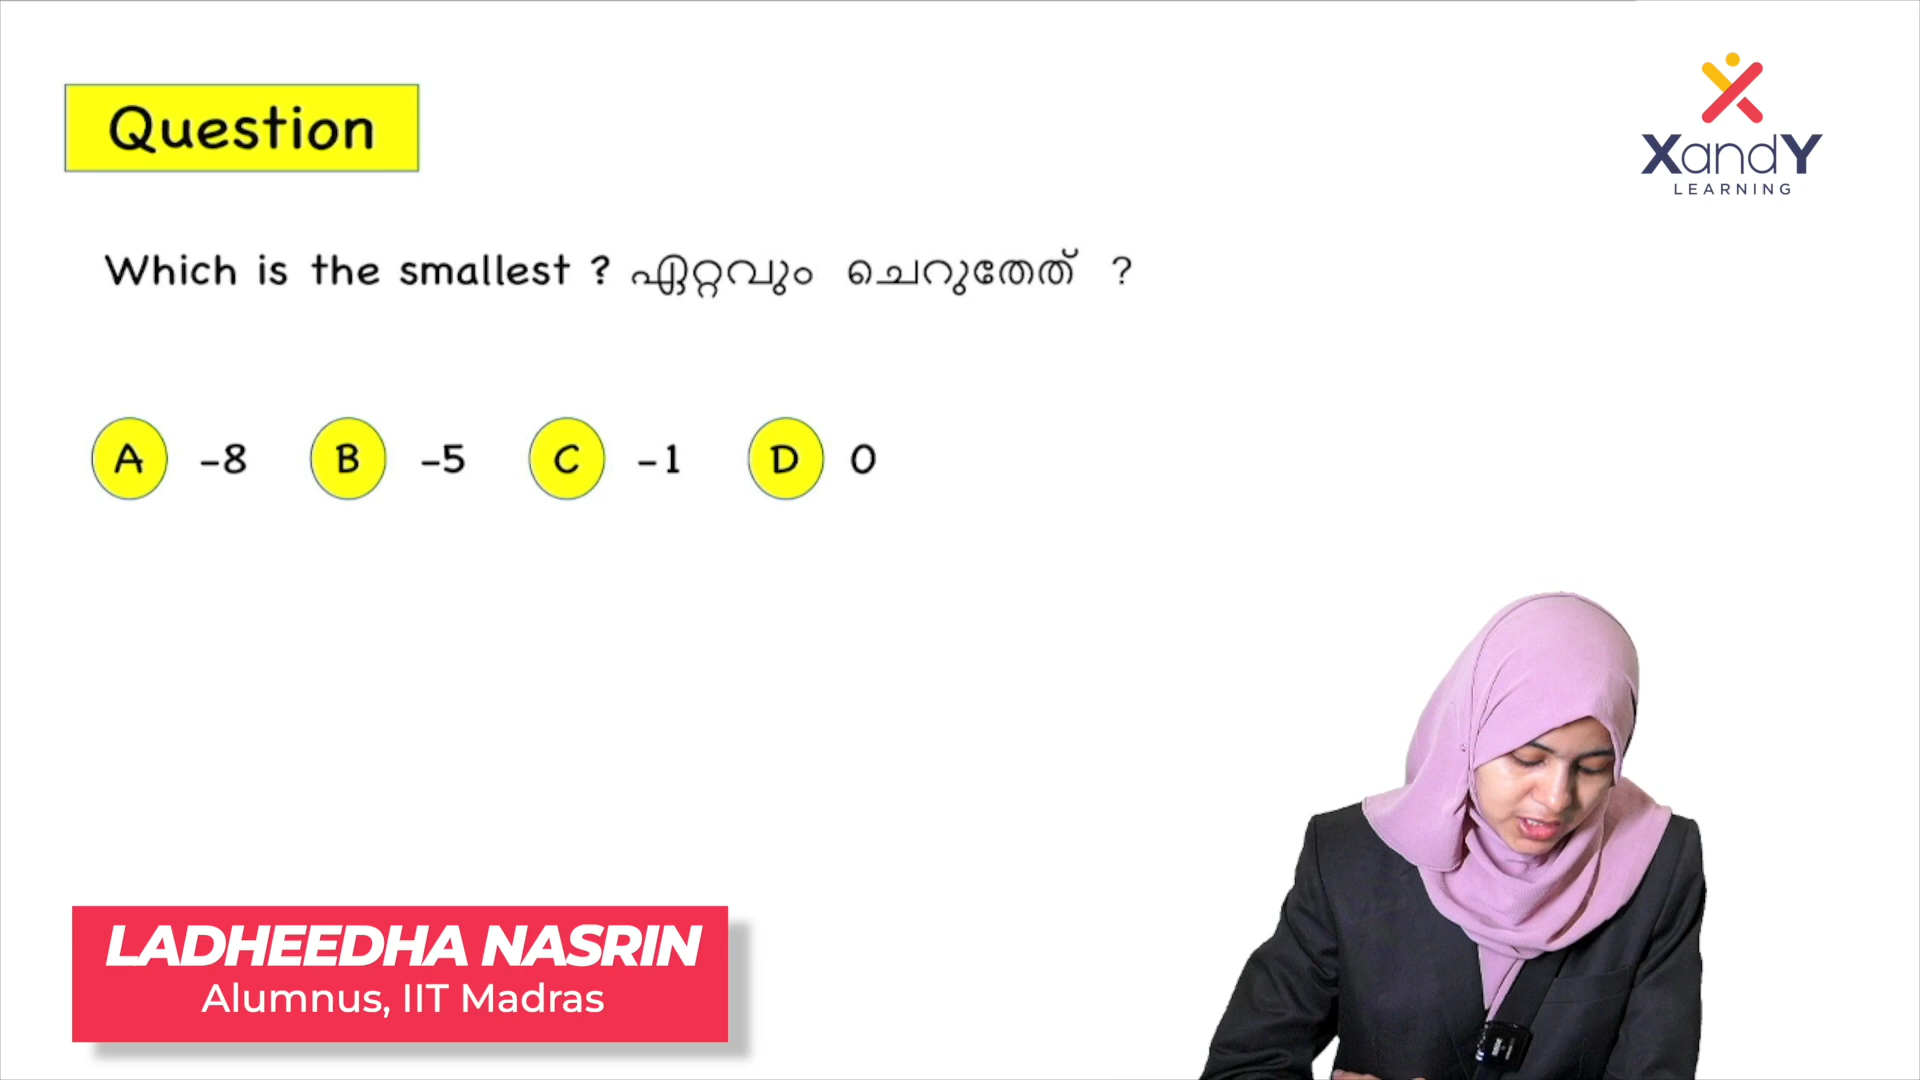 Question
XandY
LEARNING
Which is the smallest ? ഏറ്റവും ചെറുതേത് ?
A -8 B -5 C -1 D 0
LADHEEDHA NASRIN
Alumnus, IIT Madras